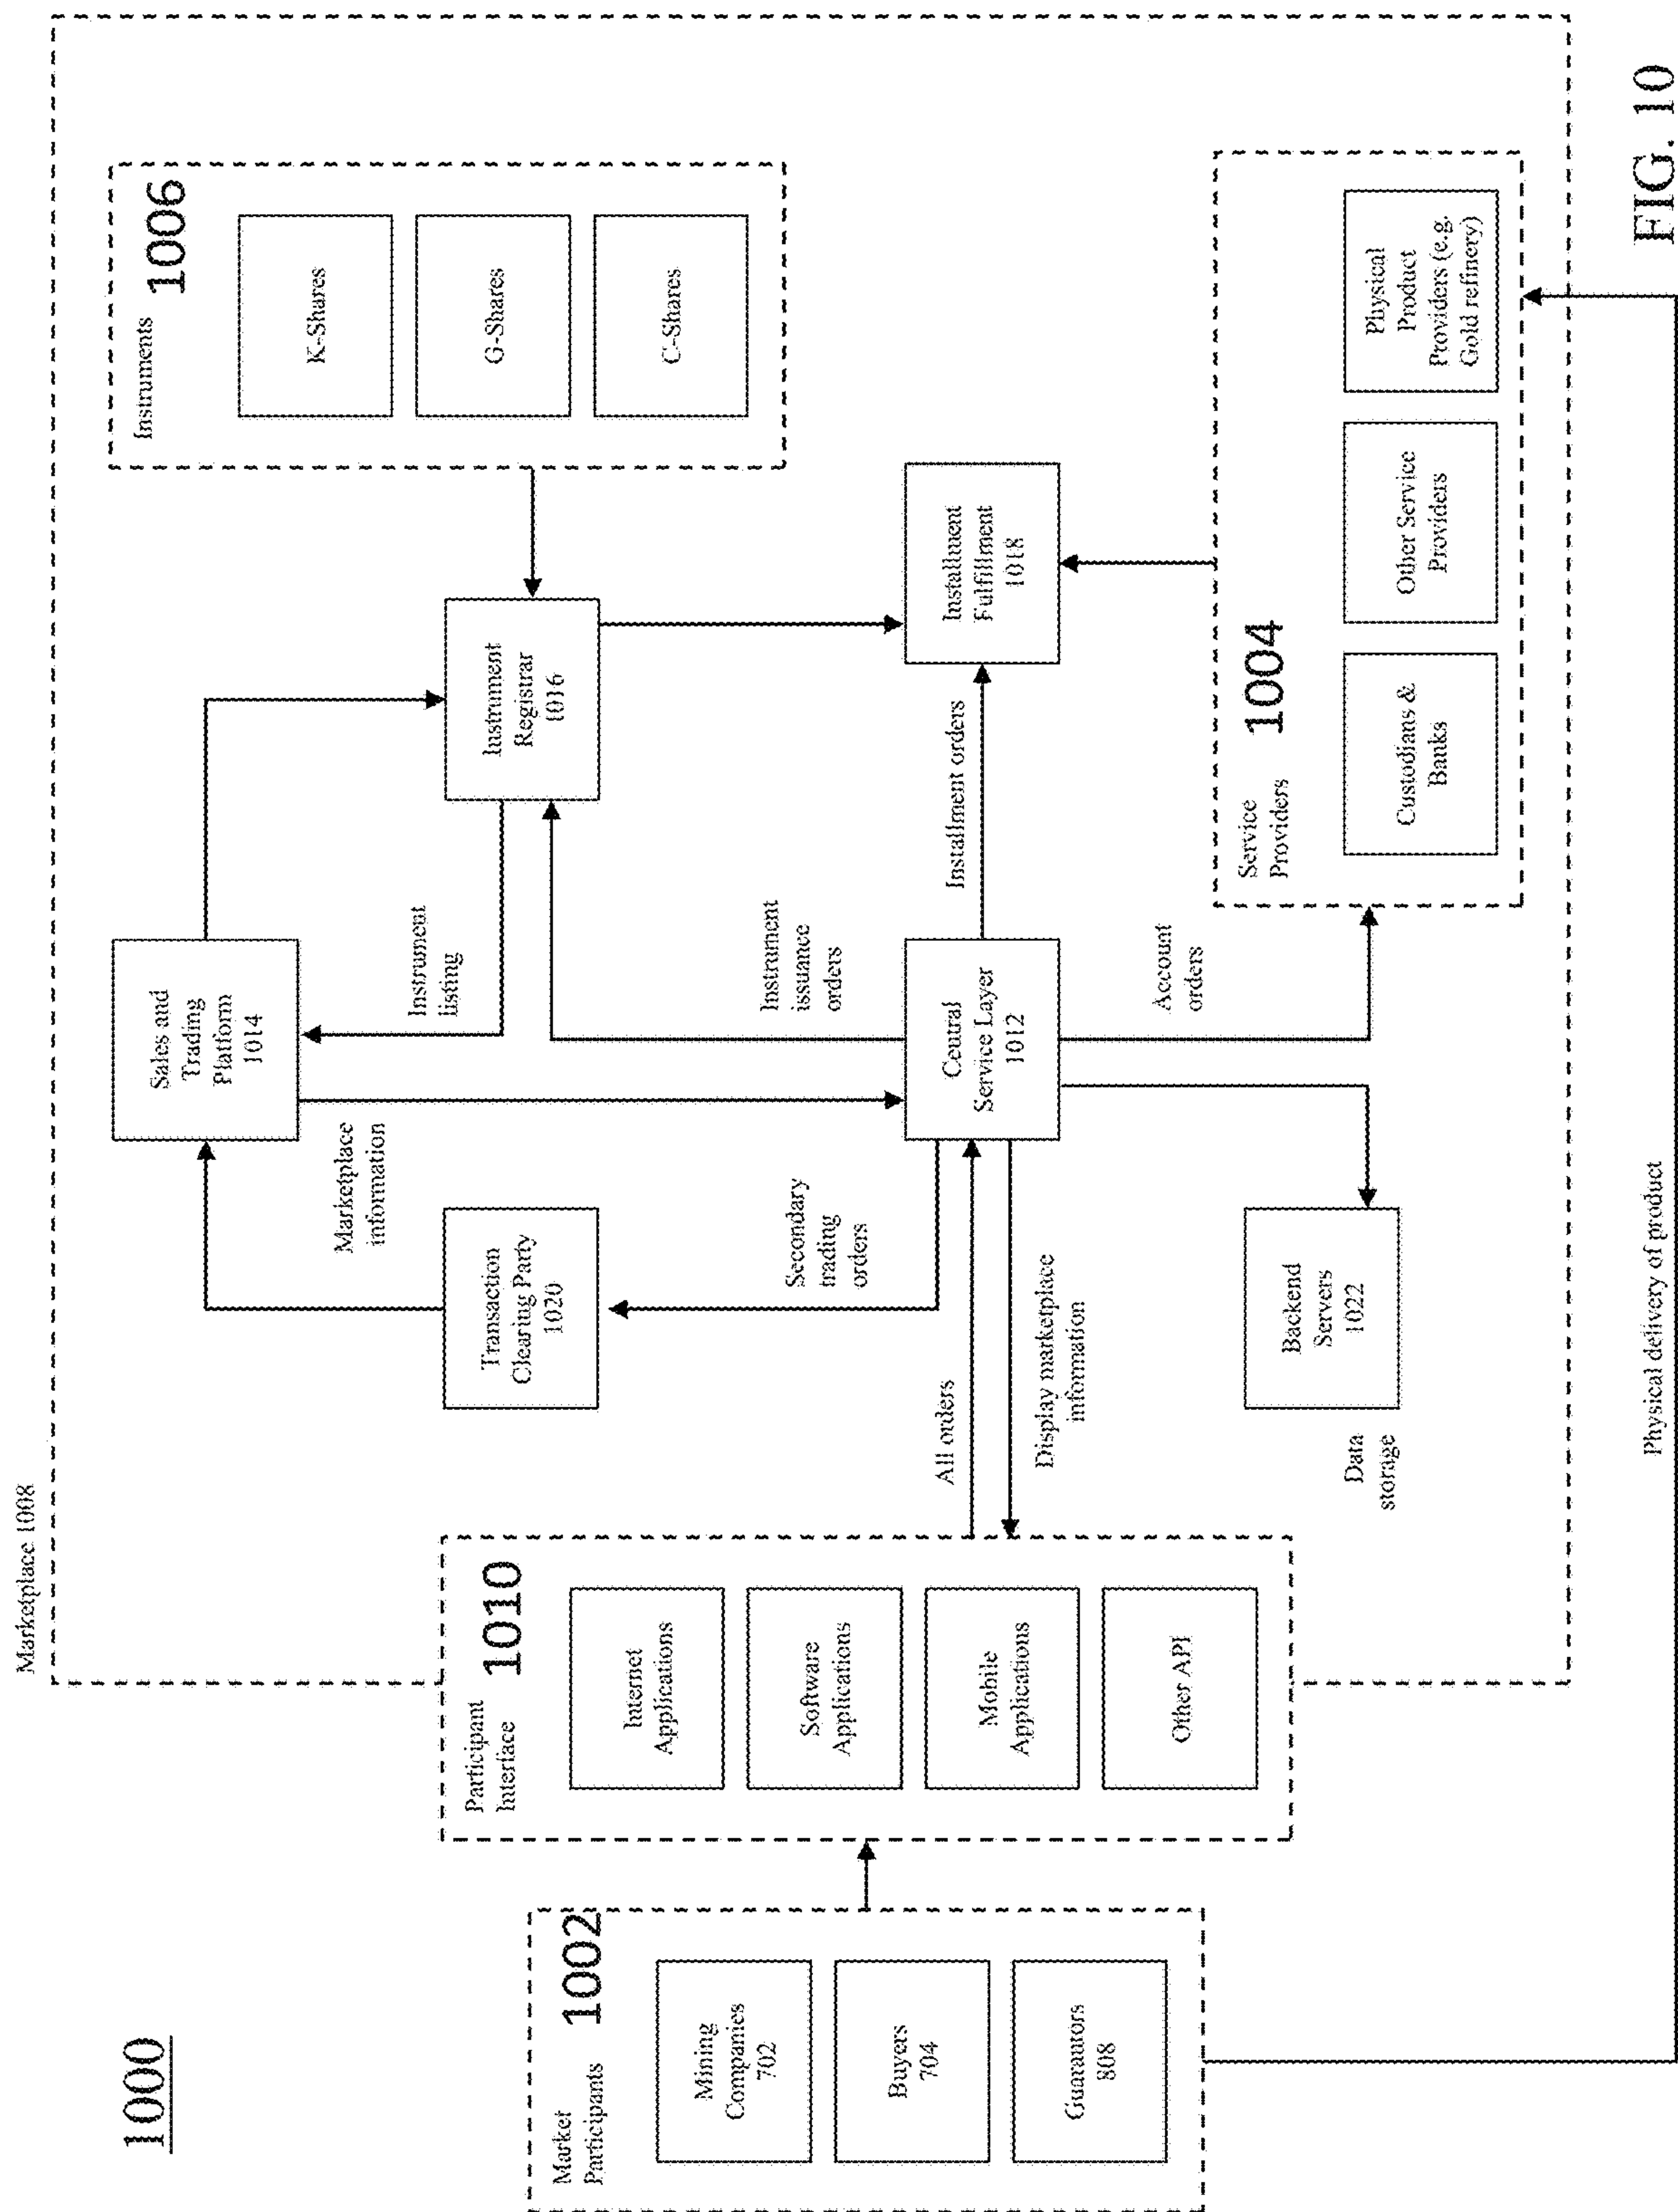 1000
Marketplace 1008
Market
Participants
1002
Mining
Companies
702
Buyers
704
Guarantors
808
Participant
Interface
1010
Internet
Applications
Software
Applications
Mobile
Applications
Other API
All orders
Display marketplace
information
Transaction
Clearing Party
1020
Marketplace
information
Secondary
trading
orders
Backend
Servers
1022
Data
storage
Sales and
Trading
Platform
1014
Instrument
listing
Instrument
issuance
orders
Central
Service Layer
1012
Account
orders
Installment orders
Instrument
Registrar
1016
Installment
Fulfillment
1018
Instruments
1006
K-Shares
G-Shares
C-Shares
Service
Providers
1004
Custodians &
Banks
Other Service
Providers
Physical
Product
Providers (e.g.
Gold refinery)
Physical delivery of product
FIG. 10